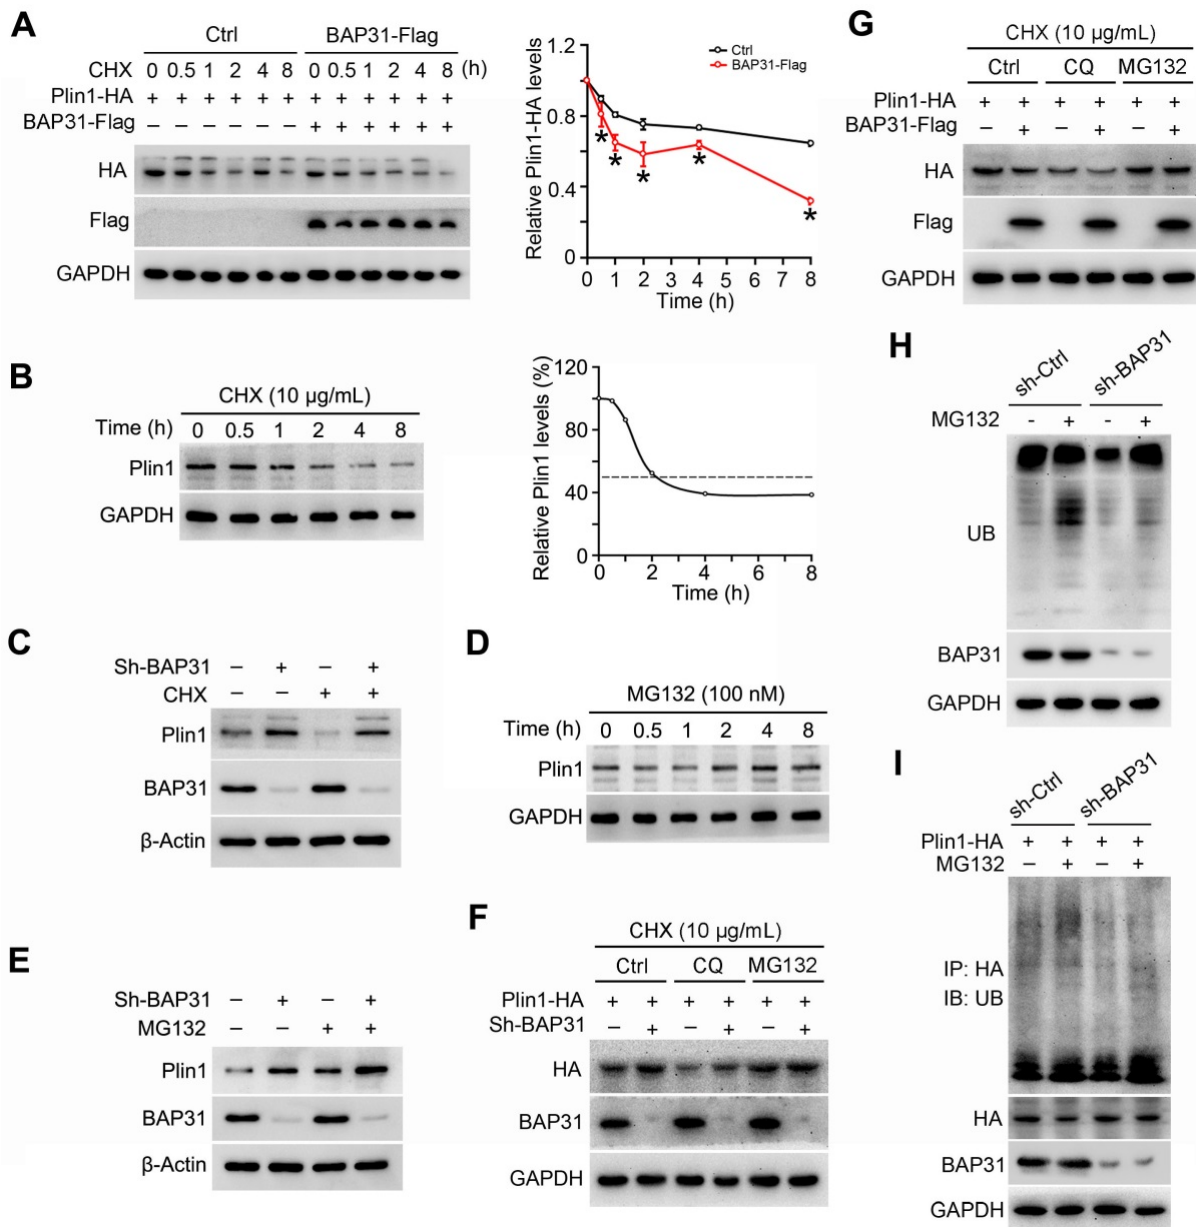 A
Ctrl BAP31-Flag
CHX 0 0.5 1 2 4 8 0 0.5 1 2 4 8 (h)
Plin1-HA + + + + + + + + + + + +
BAP31-Flag − − − − − − + + + + + +
HA
Flag
GAPDH
Relative Plin1-HA levels
1.2
0.8
0.4
0
Ctrl
BAP31-Flag
* * * * *
0 1 2 3 4 5 6 7 8
Time (h)
B
CHX (10 μg/mL)
Time (h) 0 0.5 1 2 4 8
Plin1
GAPDH
Relative Plin1 levels (%)
120
80
40
0
0 2 4 6 8
Time (h)
C
Sh-BAP31 − + − +
CHX − − + +
Plin1
BAP31
β-Actin
D
MG132 (100 nM)
Time (h) 0 0.5 1 2 4 8
Plin1
GAPDH
E
Sh-BAP31 − + − +
MG132 − − + +
Plin1
BAP31
β-Actin
F
CHX (10 μg/mL)
Ctrl CQ MG132
Plin1-HA + + + + + +
Sh-BAP31 − + − + − +
HA
BAP31
GAPDH
G
CHX (10 μg/mL)
Ctrl CQ MG132
Plin1-HA + + + + + +
BAP31-Flag − + − + − +
HA
Flag
GAPDH
H
sh-Ctrl sh-BAP31
MG132 - + - +
UB
BAP31
GAPDH
I
sh-Ctrl sh-BAP31
Plin1-HA + + + +
MG132 − + − +
IP: HA
IB: UB
HA
BAP31
GAPDH